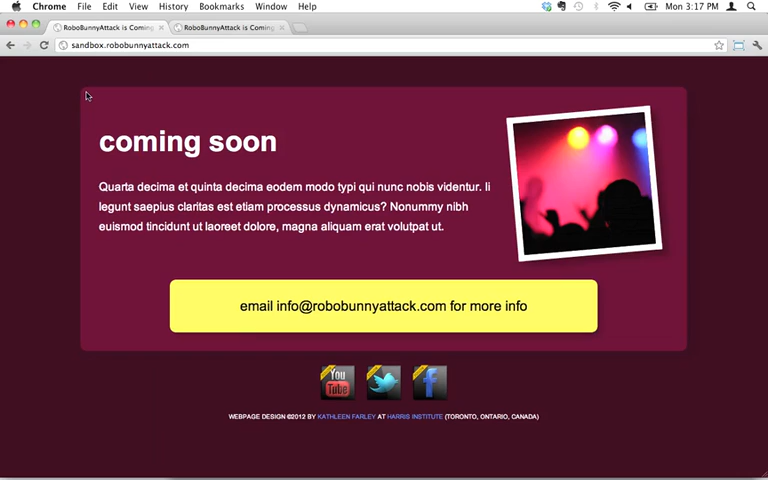 Chrome File Edit View History Bookmarks Window Help Mon 3:17 PM
RoboBunnyAttack is Coming RoboBunnyAttack is Coming
sandbox.robobunnyattack.com
coming soon
Quarta decima et quinta decima eodem modo typi qui nunc nobis videntur. Ii
legunt saepius claritas est etiam processus dynamicus? Nonummy nibh
euismod tincidunt ut laoreet dolore, magna aliquam erat volutpat ut.
email info@robobunnyattack.com for more info
You
Tube
WEBPAGE DESIGN ©2012 BY KATHLEEN FARLEY AT HARRIS INSTITUTE (TORONTO, ONTARIO, CANADA)